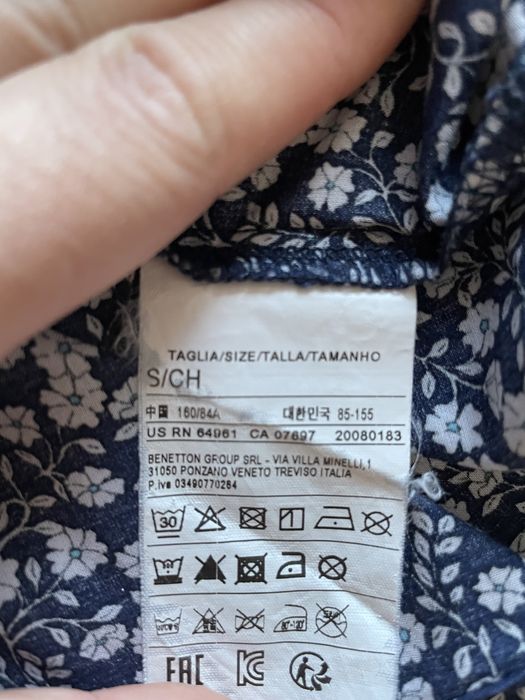 TAGLIA/SIZE/TALLA/TAMANHO
S/CH
中国 160/84A 대한민국 85-155
US RN 64961 CA 07697 20080183
BENETTON GROUP SRL - VIA VILLA MINELLI,1
31050 PONZANO VENETO TREVISO ITALIA
P.iva 03490770264
30
EAC